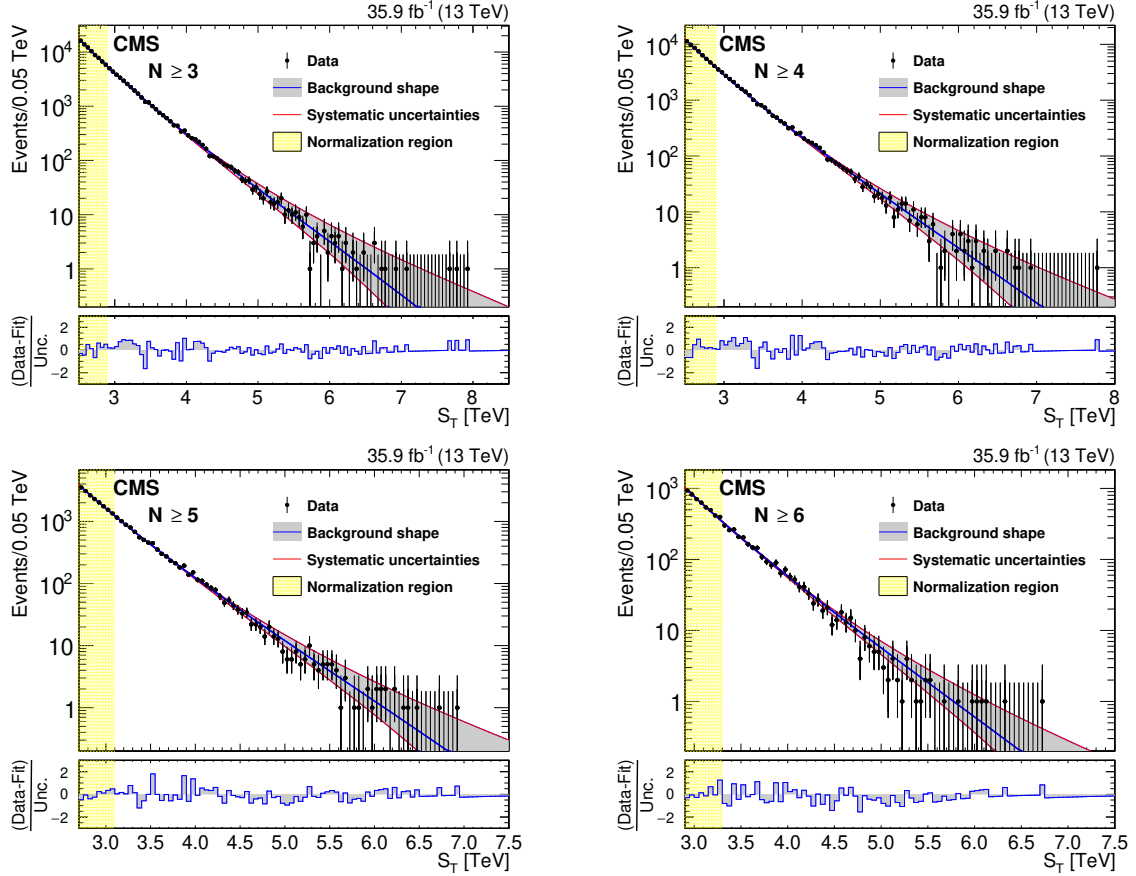 35.9 fb⁻¹ (13 TeV)
Events/0.05 TeV
10⁴
10³
10²
10
1
CMS
N ≥ 3
Data
Background shape
Systematic uncertainties
Normalization region
(Data-Fit)
Unc.
2
0
−2
3 4 5 6 7 8
S_T [TeV]
35.9 fb⁻¹ (13 TeV)
Events/0.05 TeV
10⁴
10³
10²
10
1
CMS
N ≥ 4
Data
Background shape
Systematic uncertainties
Normalization region
(Data-Fit)
Unc.
2
0
−2
3 4 5 6 7 8
S_T [TeV]
35.9 fb⁻¹ (13 TeV)
Events/0.05 TeV
10³
10²
10
1
CMS
N ≥ 5
Data
Background shape
Systematic uncertainties
Normalization region
(Data-Fit)
Unc.
2
0
−2
3.0 3.5 4.0 4.5 5.0 5.5 6.0 6.5 7.0 7.5
S_T [TeV]
35.9 fb⁻¹ (13 TeV)
Events/0.05 TeV
10³
10²
10
1
CMS
N ≥ 6
Data
Background shape
Systematic uncertainties
Normalization region
(Data-Fit)
Unc.
2
0
−2
3.0 3.5 4.0 4.5 5.0 5.5 6.0 6.5 7.0 7.5
S_T [TeV]